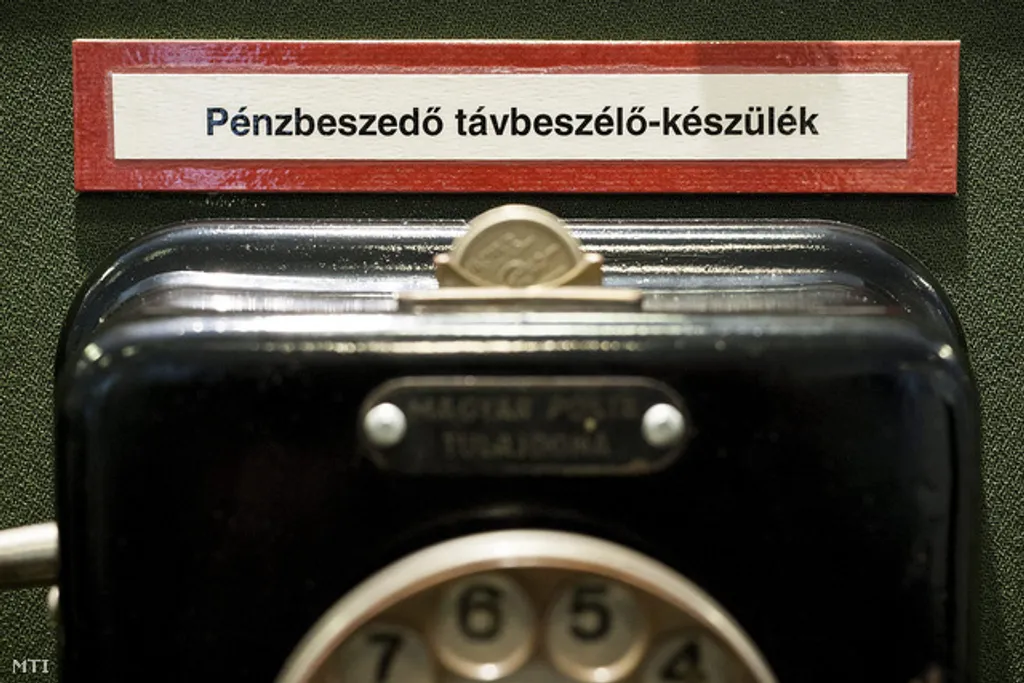 Pénzbeszedő távbeszélő-készülék
MAGYAR POSTA
TULAJDONA
6 5
7 4
MTI